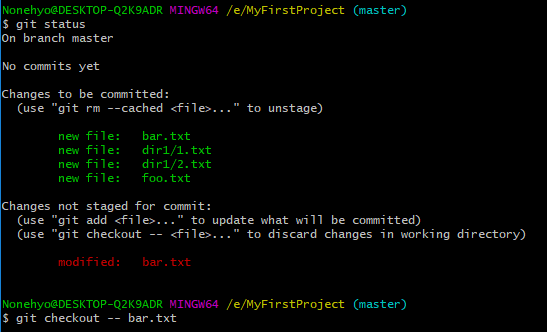 Nonehyo@DESKTOP-Q2K9ADR MINGW64 /e/MyFirstProject (master)
$ git status
On branch master
No commits yet
Changes to be committed:
  (use "git rm --cached <file>..." to unstage)
        new file:   bar.txt
        new file:   dir1/1.txt
        new file:   dir1/2.txt
        new file:   foo.txt
Changes not staged for commit:
  (use "git add <file>..." to update what will be committed)
  (use "git checkout -- <file>..." to discard changes in working directory)
        modified:   bar.txt
Nonehyo@DESKTOP-Q2K9ADR MINGW64 /e/MyFirstProject (master)
$ git checkout -- bar.txt